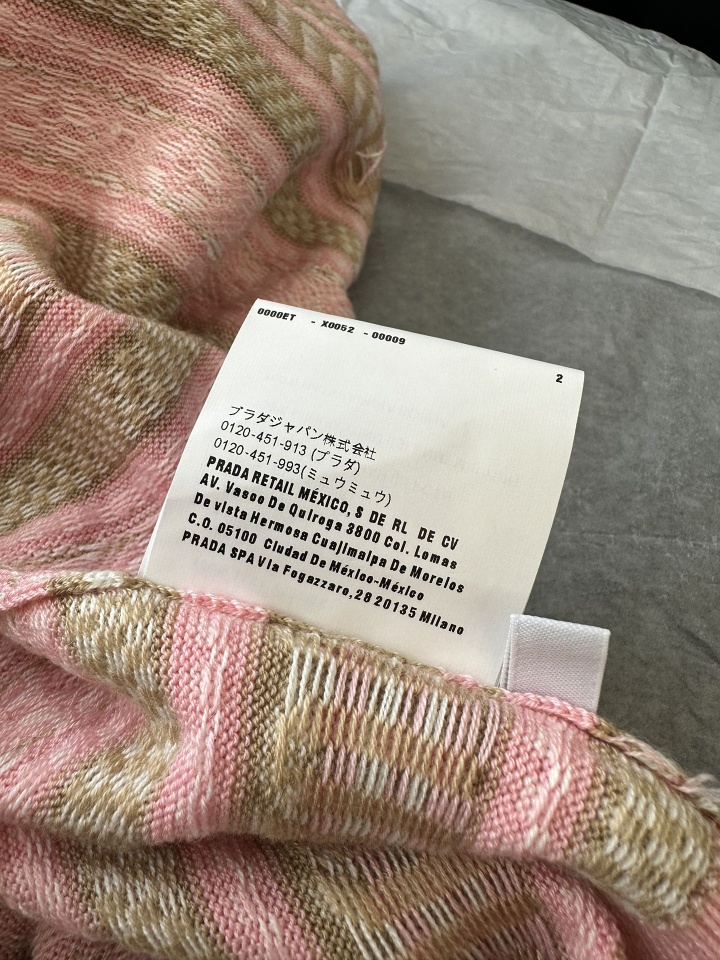 0000ET - X0052 - 00009
2
プラダジャパン株式会社
0120-451-913 (プラダ)
0120-451-993(ミュウミュウ)
PRADA RETAIL MÉXICO, S DE RL DE CV
AV. Vasoo De Quiroga 3800 Col. Lomas
De vista Hermosa Cuajimalpa De Morelos
C.O. 05100 Ciudad De México-México
PRADA SPA Via Fogazzaro,28 20135 Milano